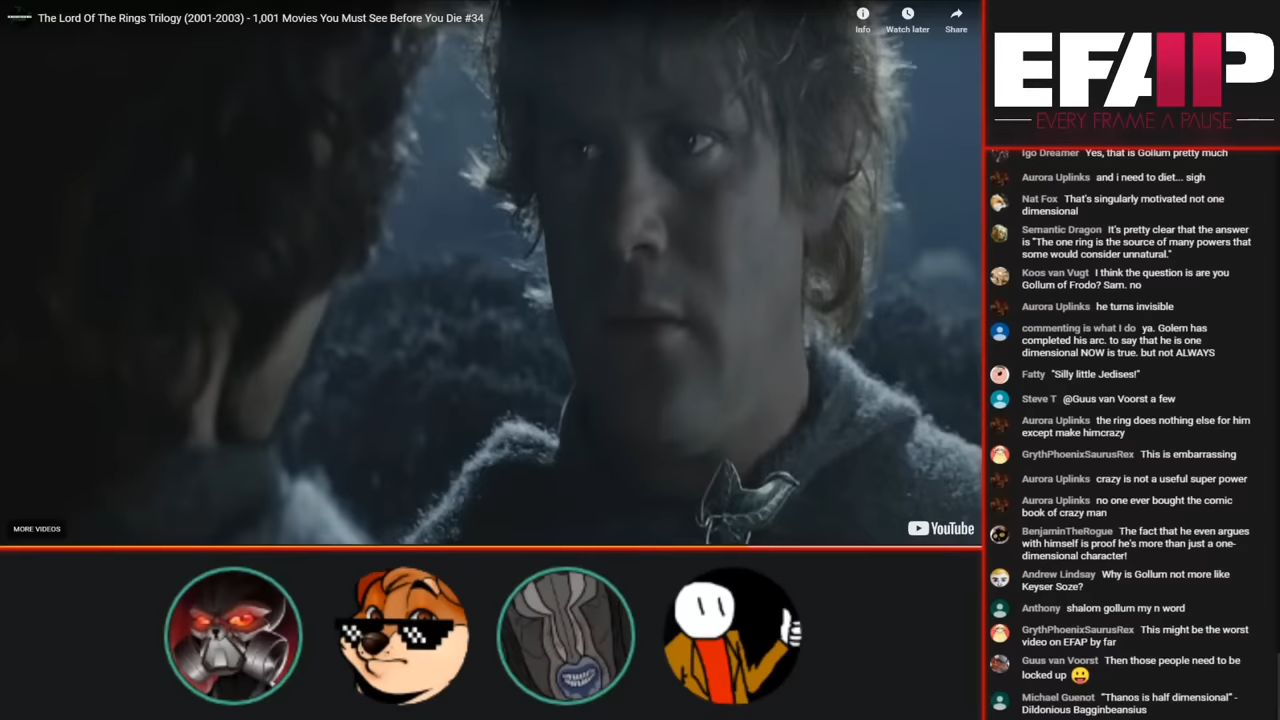 The Lord Of The Rings Trilogy (2001-2003) - 1,001 Movies You Must See Before You Die #34
Info
Watch later
Share
MORE VIDEOS
YouTube
EFAP
EVERY FRAME A PAUSE
Igo Dreamer Yes, that is Gollum pretty much
Aurora Uplinks and i need to diet... sigh
Nat Fox That's singularly motivated not one
dimensional
Semantic Dragon It's pretty clear that the answer
is "The one ring is the source of many powers that
some would consider unnatural."
Koos van Vugt I think the question is are you
Gollum of Frodo? Sam. no
Aurora Uplinks he turns invisible
commenting is what I do ya. Golem has
completed his arc. to say that he is one
dimensional NOW is true. but not ALWAYS
Fatty "Silly little Jedises!"
Steve T @Guus van Voorst a few
Aurora Uplinks the ring does nothing else for him
except make himcrazy
GrythPhoenixSaurusRex This is embarrassing
Aurora Uplinks crazy is not a useful super power
Aurora Uplinks no one ever bought the comic
book of crazy man
BenjaminTheRogue The fact that he even argues
with himself is proof he's more than just a one-
dimensional character!
Andrew Lindsay Why is Gollum not more like
Keyser Soze?
Anthony shalom gollum my n word
GrythPhoenixSaurusRex This might be the worst
video on EFAP by far
Guus van Voorst Then those people need to be
locked up 😛
Michael Guenot "Thanos is half dimensional" -
Dildonious Bagginbeansius